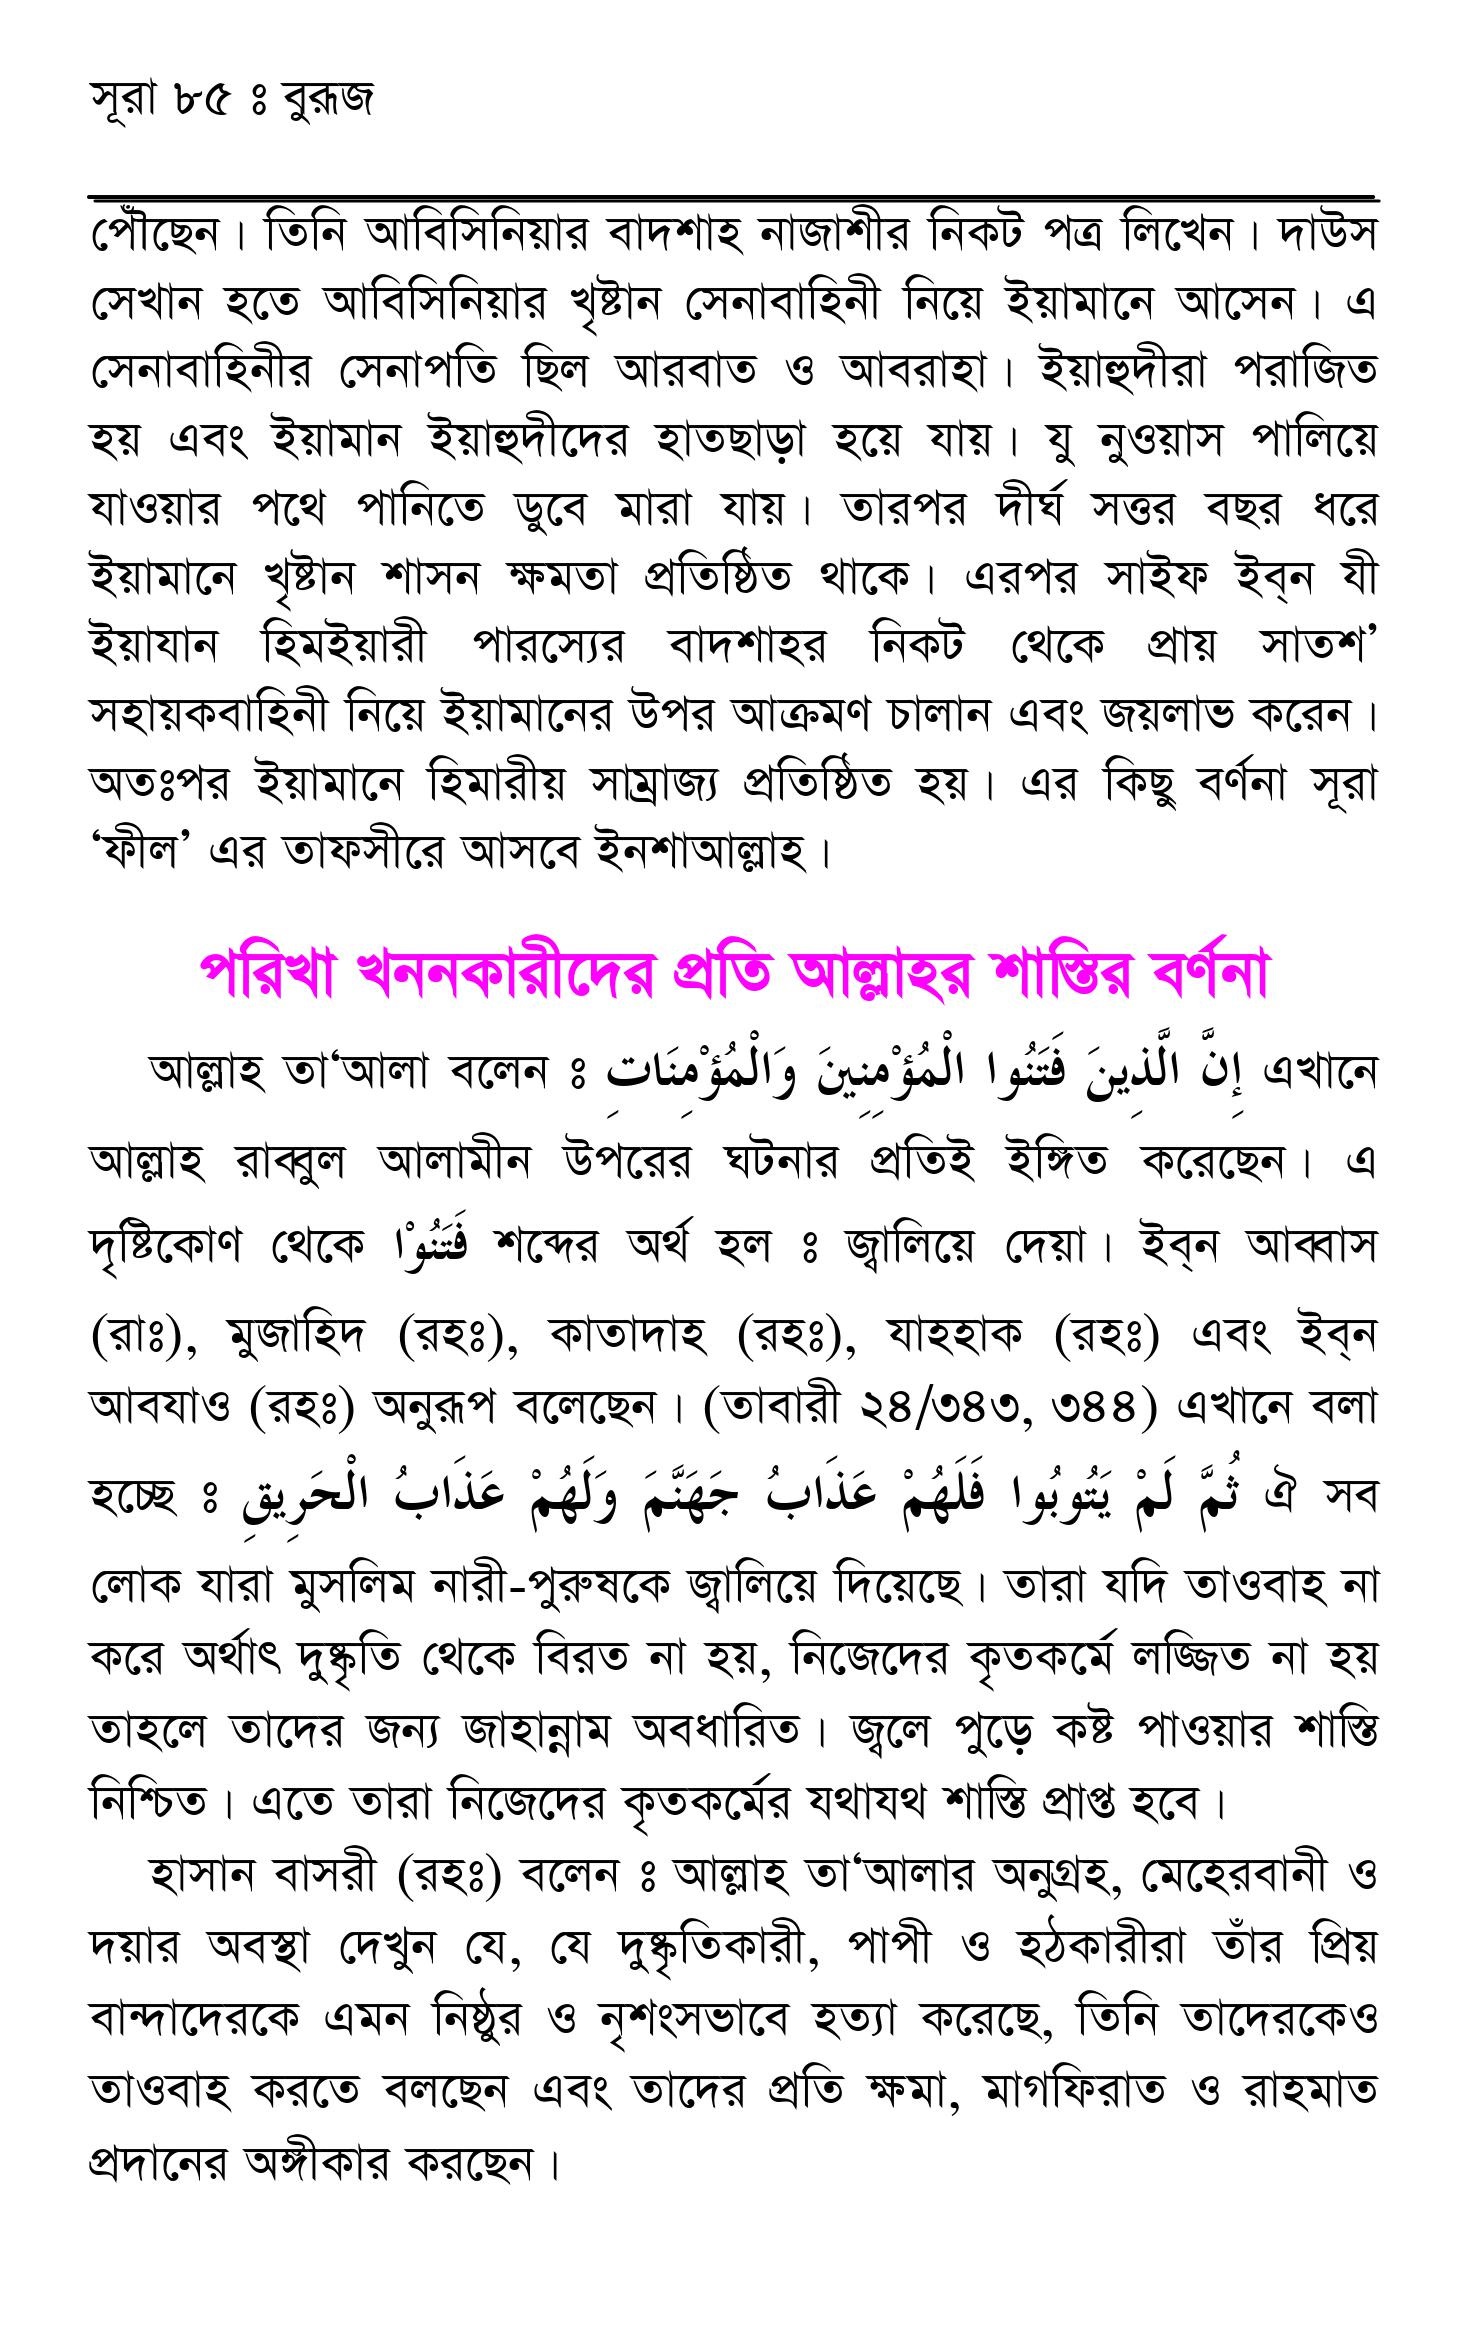 সূরা ৮৫ ঃ বুরূজ
পৌঁছেন। তিনি আবিসিনিয়ার বাদশাহ নাজাশীর নিকট পত্র লিখেন। দাউস
সেখান হতে আবিসিনিয়ার খৃষ্টান সেনাবাহিনী নিয়ে ইয়ামানে আসেন। এ
সেনাবাহিনীর সেনাপতি ছিল আরবাত ও আবরাহা। ইয়াহুদীরা পরাজিত
হয় এবং ইয়ামান ইয়াহুদীদের হাতছাড়া হয়ে যায়। যু নুওয়াস পালিয়ে
যাওয়ার পথে পানিতে ডুবে মারা যায়। তারপর দীর্ঘ সত্তর বছর ধরে
ইয়ামানে খৃষ্টান শাসন ক্ষমতা প্রতিষ্ঠিত থাকে। এরপর সাইফ ইব্‌ন যী
ইয়াযান হিমইয়ারী পারস্যের বাদশাহর নিকট থেকে প্রায় সাতশ’
সহায়কবাহিনী নিয়ে ইয়ামানের উপর আক্রমণ চালান এবং জয়লাভ করেন।
অতঃপর ইয়ামানে হিমারীয় সাম্রাজ্য প্রতিষ্ঠিত হয়। এর কিছু বর্ণনা সূরা
‘ফীল’ এর তাফসীরে আসবে ইনশাআল্লাহ।
পরিখা খননকারীদের প্রতি আল্লাহর শাস্তির বর্ণনা
আল্লাহ তা‘আলা বলেন ঃ إِنَّ الَّذِينَ فَتَنُوا الْمُؤْمِنِينَ وَالْمُؤْمِنَاتِ এখানে
আল্লাহ রাব্বুল আলামীন উপরের ঘটনার প্রতিই ইঙ্গিত করেছেন। এ
দৃষ্টিকোণ থেকে فَتَنُوْا শব্দের অর্থ হল ঃ জ্বালিয়ে দেয়া। ইব্‌ন আব্বাস
(রাঃ), মুজাহিদ (রহঃ), কাতাদাহ (রহঃ), যাহহাক (রহঃ) এবং ইব্‌ন
আবযাও (রহঃ) অনুরূপ বলেছেন। (তাবারী ২৪/৩৪৩, ৩৪৪) এখানে বলা
হচ্ছে ঃ ثُمَّ لَمْ يَتُوبُوا فَلَهُمْ عَذَابُ جَهَنَّمَ وَلَهُمْ عَذَابُ الْحَرِيقِ ঐ সব
লোক যারা মুসলিম নারী-পুরুষকে জ্বালিয়ে দিয়েছে। তারা যদি তাওবাহ না
করে অর্থাৎ দুষ্কৃতি থেকে বিরত না হয়, নিজেদের কৃতকর্মে লজ্জিত না হয়
তাহলে তাদের জন্য জাহান্নাম অবধারিত। জ্বলে পুড়ে কষ্ট পাওয়ার শাস্তি
নিশ্চিত। এতে তারা নিজেদের কৃতকর্মের যথাযথ শাস্তি প্রাপ্ত হবে।
হাসান বাসরী (রহঃ) বলেন ঃ আল্লাহ তা‘আলার অনুগ্রহ, মেহেরবানী ও
দয়ার অবস্থা দেখুন যে, যে দুষ্কৃতিকারী, পাপী ও হঠকারীরা তাঁর প্রিয়
বান্দাদেরকে এমন নিষ্ঠুর ও নৃশংসভাবে হত্যা করেছে, তিনি তাদেরকেও
তাওবাহ করতে বলছেন এবং তাদের প্রতি ক্ষমা, মাগফিরাত ও রাহমাত
প্রদানের অঙ্গীকার করছেন।